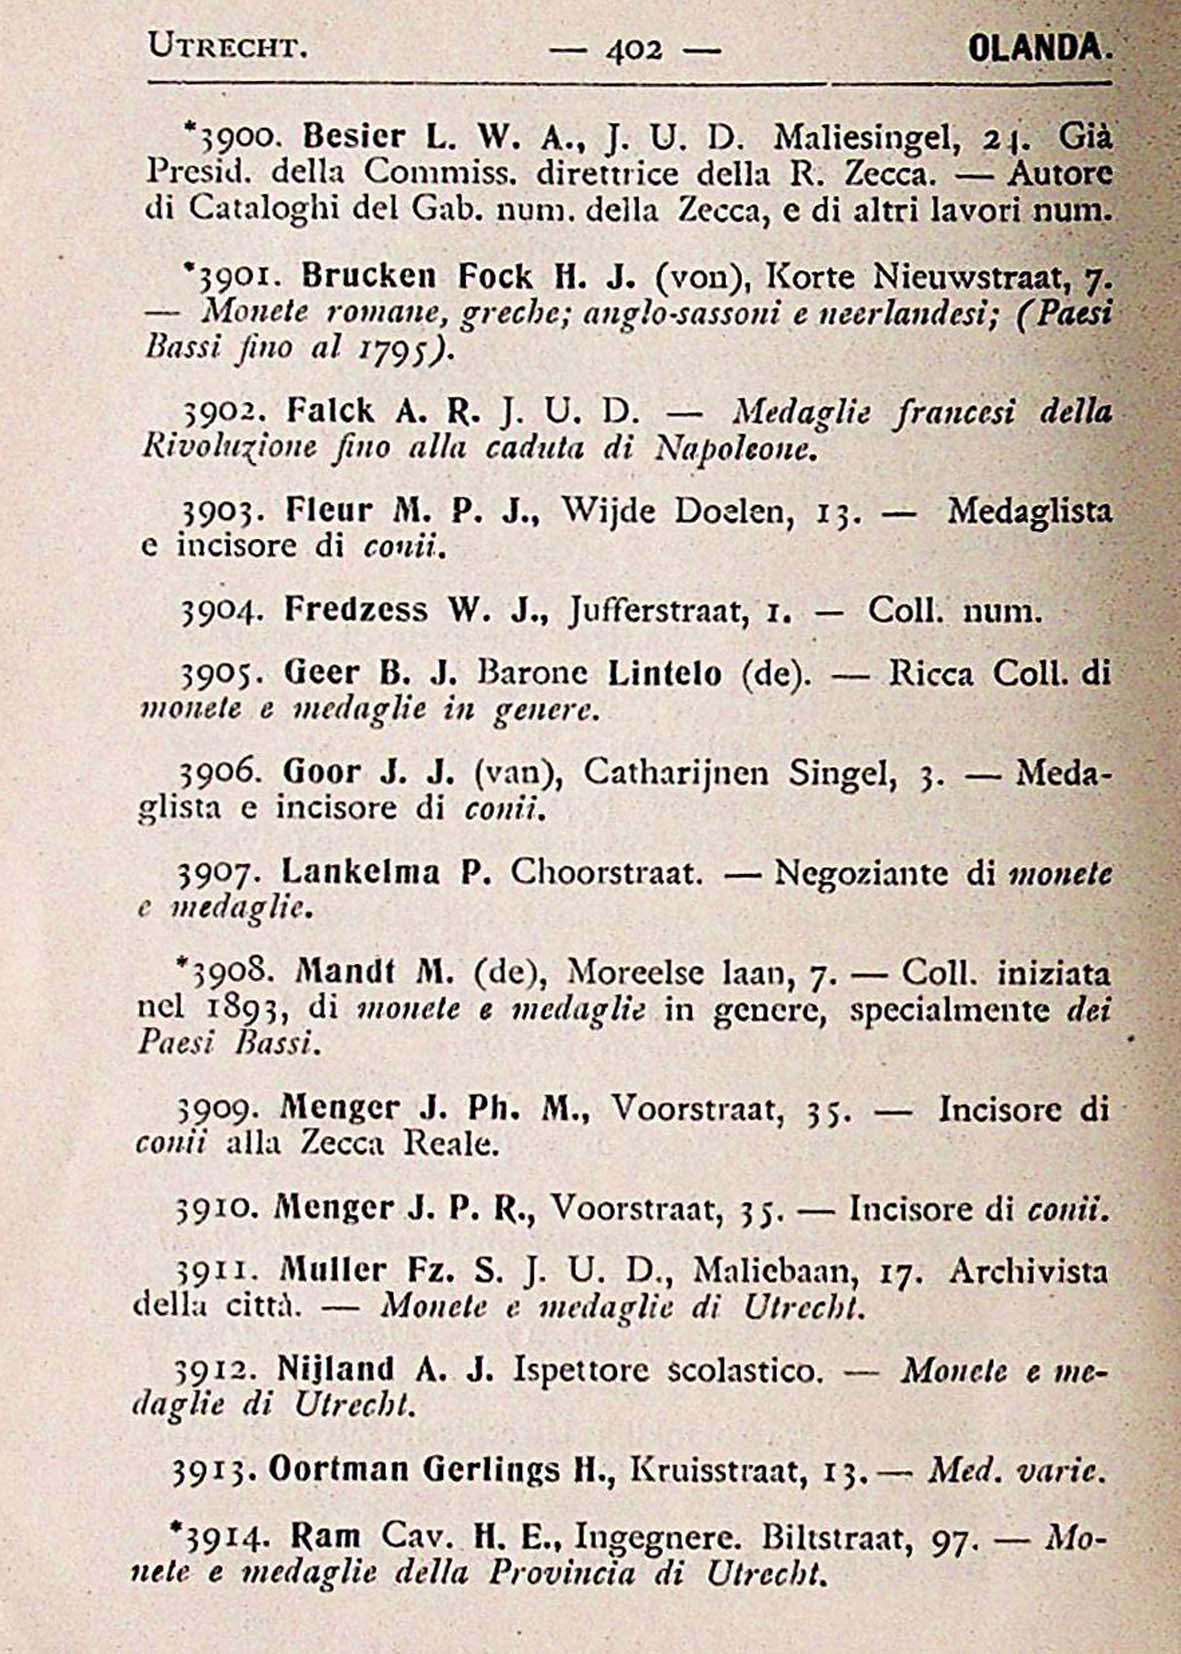 UTRECHT. — 402 — OLANDA.
*3900. Besier L. W. A., J. U. D. Maliesingel, 24. Già
Presid. della Commiss. direttrice della R. Zecca. — Autore
di Cataloghi del Gab. num. della Zecca, e di altri lavori num.
*3901. Brucken Fock H. J. (von), Korte Nieuwstraat, 7.
— Monete romane, greche; anglo-sassoni e neerlandesi; (Paesi
Bassi fino al 1795).
3902. Falck A. R. J. U. D. — Medaglie francesi della
Rivoluzione fino alla caduta di Napoleone.
3903. Fleur M. P. J., Wijde Doelen, 13. — Medaglista
e incisore di conii.
3904. Fredzess W. J., Jufferstraat, 1. — Coll. num.
3905. Geer B. J. Barone Lintelo (de). — Ricca Coll. di
monete e medaglie in genere.
3906. Goor J. J. (van), Catharijnen Singel, 3. — Meda-
glista e incisore di conii.
3907. Lankelma P. Choorstraat. — Negoziante di monete
e medaglie.
*3908. Mandt M. (de), Moreelse laan, 7. — Coll. iniziata
nel 1893, di monete e medaglie in genere, specialmente dei
Paesi Bassi.
3909. Menger J. Ph. M., Voorstraat, 35. — Incisore di
conii alla Zecca Reale.
3910. Menger J. P. R., Voorstraat, 35. — Incisore di conii.
3911. Muller Fz. S. J. U. D., Maliebaan, 17. Archivista
della città. — Monete e medaglie di Utrecht.
3912. Nijland A. J. Ispettore scolastico. — Monete e me-
daglie di Utrecht.
3913. Oortman Gerlings H., Kruisstraat, 13. — Med. varie.
*3914. Ram Cav. H. E., Ingegnere. Biltstraat, 97. — Mo-
nete e medaglie della Provincia di Utrecht.